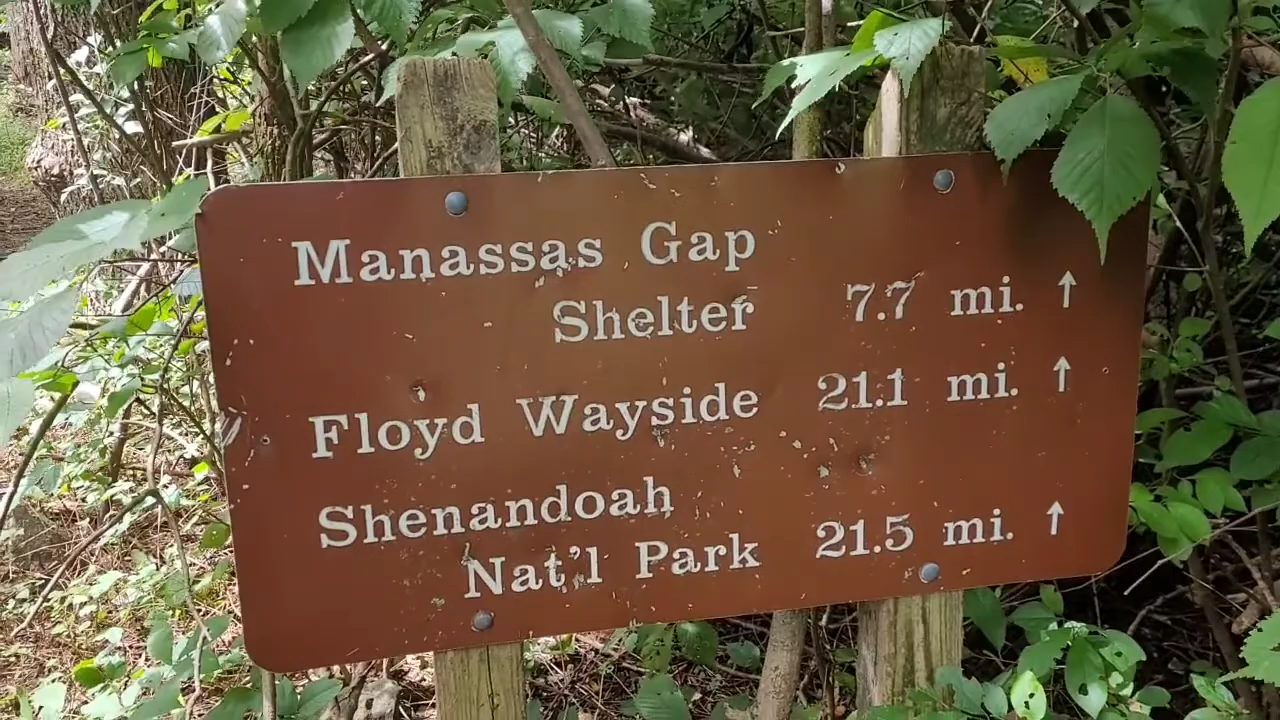 Manassas Gap
Shelter 7.7 mi. ↑
Floyd Wayside 21.1 mi. ↑
Shenandoah
Nat'l Park 21.5 mi. ↑